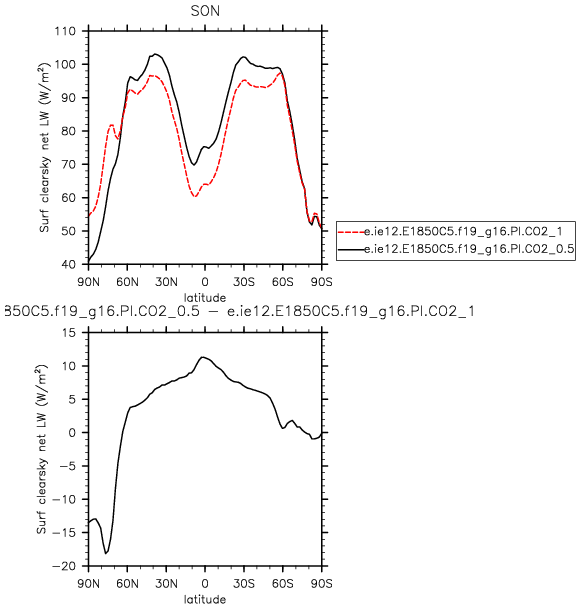 SON
110
100
90
80
70
60
50
40
Surf clearsky net LW (W/m²)
90N 60N 30N 0 30S 60S 90S
latitude
e.ie12.E1850C5.f19_g16.PI.CO2_1
e.ie12.E1850C5.f19_g16.PI.CO2_0.5
850C5.f19_g16.PI.CO2_0.5 − e.ie12.E1850C5.f19_g16.PI.CO2_1
15
10
5
0
−5
−10
−15
−20
Surf clearsky net LW (W/m²)
90N 60N 30N 0 30S 60S 90S
latitude